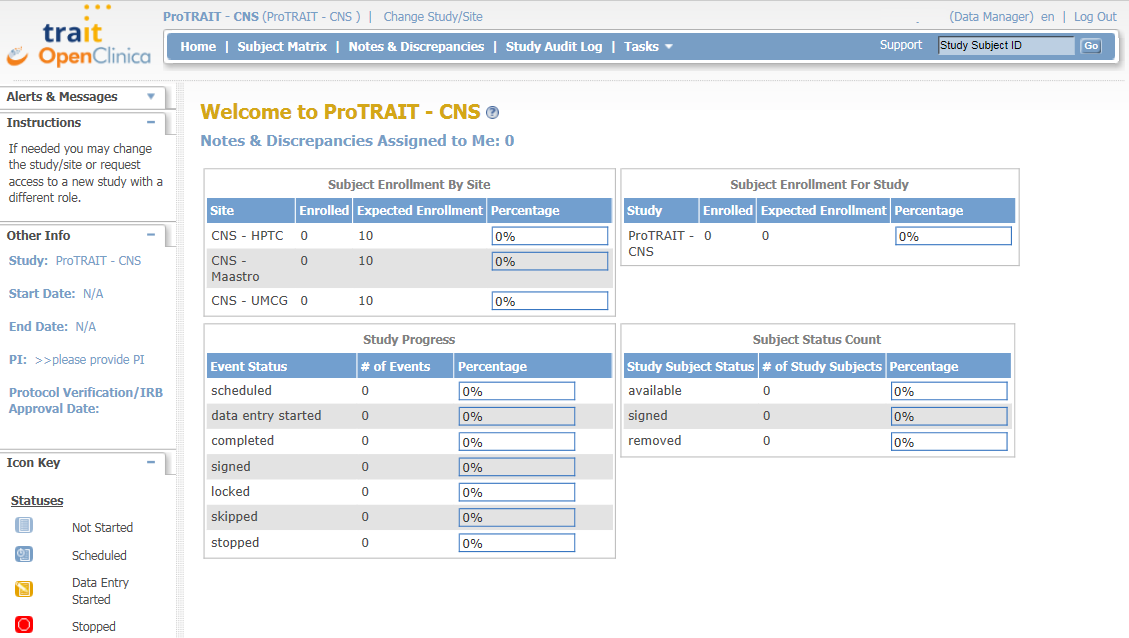 trait
OpenClinica
ProTRAIT - CNS (ProTRAIT - CNS ) | Change Study/Site
(Data Manager) en | Log Out
Home | Subject Matrix | Notes & Discrepancies | Study Audit Log | Tasks
Support Study Subject ID Go
Alerts & Messages
Instructions
If needed you may change
the study/site or request
access to a new study with a
different role.
Other Info
Study: ProTRAIT - CNS
Start Date: N/A
End Date: N/A
PI: >>please provide PI
Protocol Verification/IRB
Approval Date:
Icon Key
Statuses
Not Started
Scheduled
Data Entry
Started
Stopped
Welcome to ProTRAIT - CNS ?
Notes & Discrepancies Assigned to Me: 0
Subject Enrollment By Site
Site Enrolled Expected Enrollment Percentage
CNS - HPTC 0 10 0%
CNS - 0 10 0%
Maastro
CNS - UMCG 0 10 0%
Subject Enrollment For Study
Study Enrolled Expected Enrollment Percentage
ProTRAIT - 0 0 0%
CNS
Study Progress
Event Status # of Events Percentage
scheduled 0 0%
data entry started 0 0%
completed 0 0%
signed 0 0%
locked 0 0%
skipped 0 0%
stopped 0 0%
Subject Status Count
Study Subject Status # of Study Subjects Percentage
available 0 0%
signed 0 0%
removed 0 0%